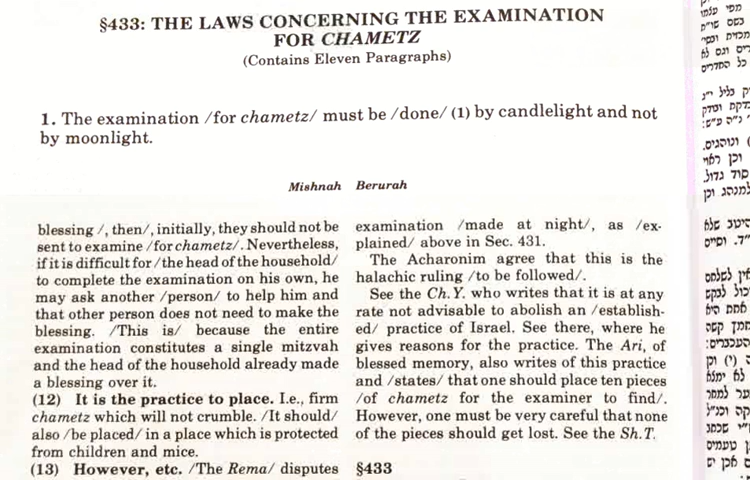 §433: THE LAWS CONCERNING THE EXAMINATION
FOR CHAMETZ
(Contains Eleven Paragraphs)
1. The examination /for chametz/ must be /done/ (1) by candlelight and not
by moonlight.
Mishnah Berurah
blessing /, then/, initially, they should not be
sent to examine /for chametz/. Nevertheless,
if it is difficult for /the head of the household/
to complete the examination on his own, he
may ask another /person/ to help him and
that other person does not need to make the
blessing. /This is/ because the entire
examination constitutes a single mitzvah
and the head of the household already made
a blessing over it.
(12) It is the practice to place. I.e., firm
chametz which will not crumble. /It should/
also /be placed/ in a place which is protected
from children and mice.
(13) However, etc. /The Rema/ disputes
examination /made at night/, as /ex-
plained/ above in Sec. 431.
The Acharonim agree that this is the
halachic ruling /to be followed/.
See the Ch.Y. who writes that it is at any
rate not advisable to abolish an /establish-
ed/ practice of Israel. See there, where he
gives reasons for the practice. The Ari, of
blessed memory, also writes of this practice
and /states/ that one should place ten pieces
/of chametz for the examiner to find/.
However, one must be very careful that none
of the pieces should get lost. See the Sh.T.
§433
כל החדרים
וכן ראוי
סוד גדול
למנהג וכן